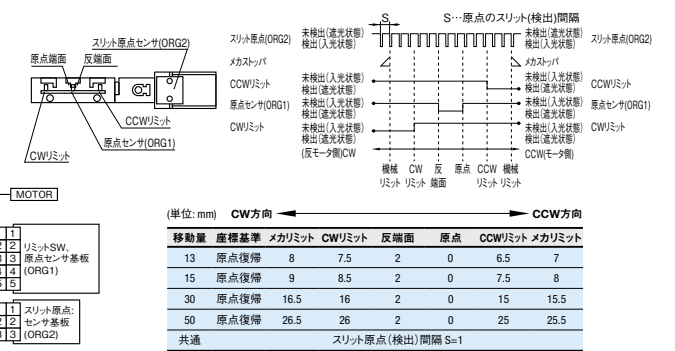 スリット原点センサ(ORG2)
原点端面 反端面
CCWリミット
原点センサ(ORG1)
CWリミット
S S…原点のスリット(検出)間隔
スリット原点(ORG2) 未検出(遮光状態) 検出(入光状態) 未検出(遮光状態) 検出(入光状態) スリット原点(ORG2)
メカストッパ メカストッパ
CCWリミット 未検出(入光状態) 検出(遮光状態) 未検出(入光状態) 検出(遮光状態) CCWリミット
原点センサ(ORG1) 未検出(入光状態) 検出(遮光状態) 未検出(入光状態) 検出(遮光状態) 原点センサ(ORG1)
CWリミット 未検出(入光状態) 検出(遮光状態) 未検出(入光状態) 検出(遮光状態) CWリミット
(反モータ側)CW CCW(モータ側)
機械リミット CWリミット 反端面 原点 CCWリミット 機械リミット
MOTOR
1
2 2
3 3
4 4
5 5
リミットSW、
原点センサ基板
(ORG1)
1
2 2
3 3
スリット原点:
センサ基板
(ORG2)
(単位: mm) CW方向 CCW方向
移動量 座標基準 メカリミット CWリミット 反端面 原点 CCWリミット メカリミット
13 原点復帰 8 7.5 2 0 6.5 7
15 原点復帰 9 8.5 2 0 7.5 8
30 原点復帰 16.5 16 2 0 15 15.5
50 原点復帰 26.5 26 2 0 25 25.5
共通 スリット原点(検出)間隔 S=1